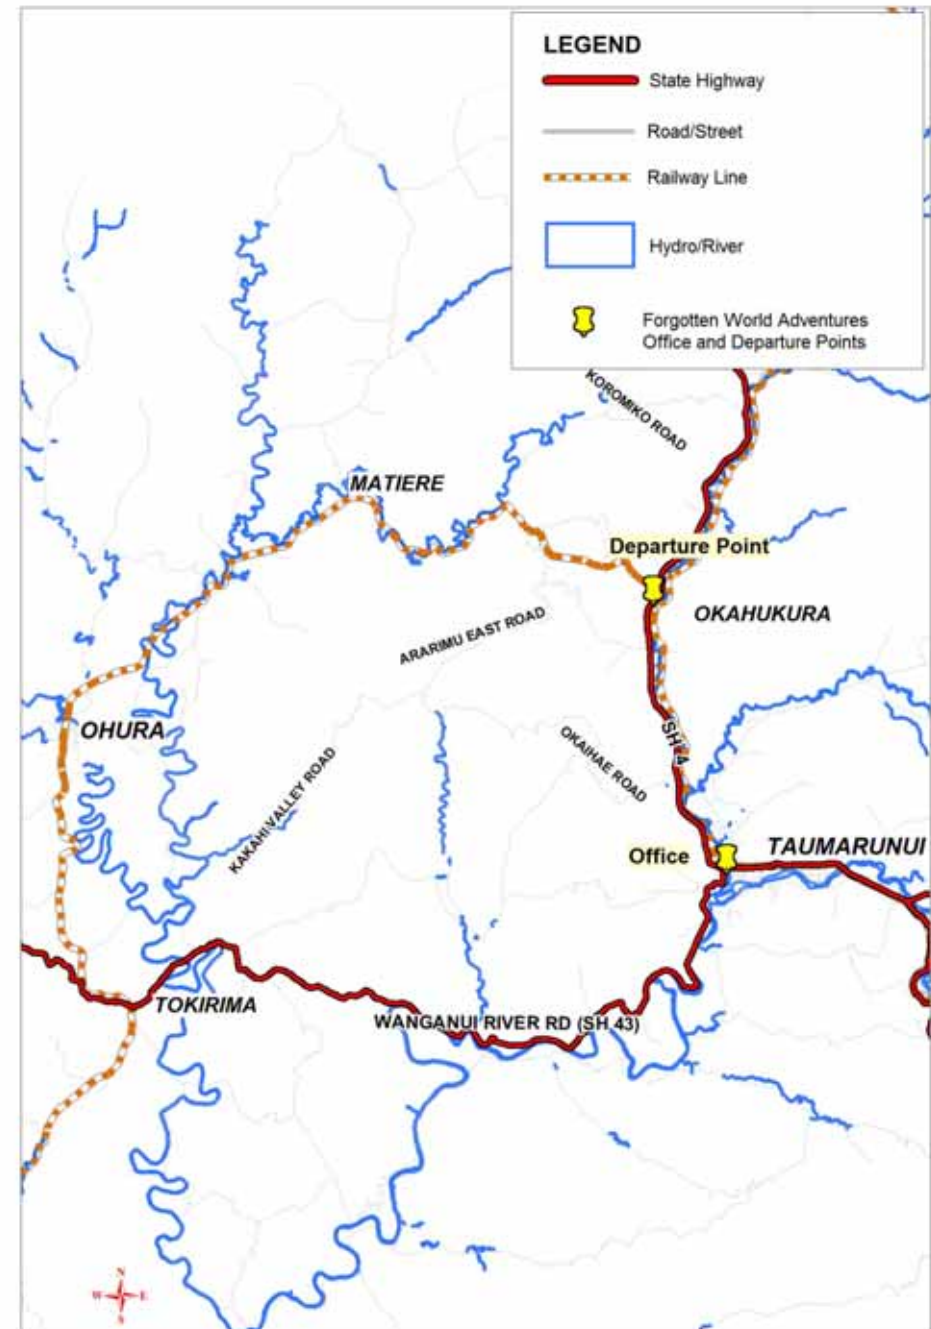 LEGEND
State Highway
Road/Street
Railway Line
Hydro/River
Forgotten World Adventures
Office and Departure Points
KOROMIKO ROAD
MATIERE
Departure Point
OKAHUKURA
ARARIMU EAST ROAD
OHURA
SH 4
OKAIHAE ROAD
KAKAHI VALLEY ROAD
Office
TAUMARUNUI
TOKIRIMA
WANGANUI RIVER RD (SH 43)
N
W E
S